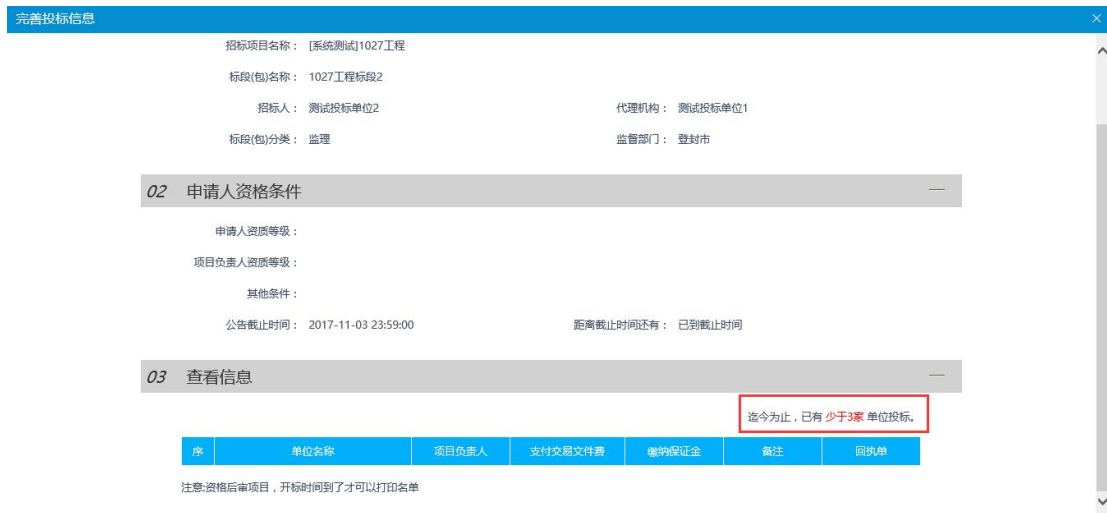 完善投标信息
招标项目名称： [系统测试]1027工程
标段(包)名称： 1027工程标段2
招标人： 测试投标单位2 代理机构： 测试投标单位1
标段(包)分类： 监理 监督部门： 登封市
02 申请人资格条件
申请人资质等级：
项目负责人资质等级：
其他条件：
公告截止时间： 2017-11-03 23:59:00 距离截止时间还有： 已到截止时间
03 查看信息
迄今为止，已有 少于3家 单位投标。
序 单位名称 项目负责人 支付交易文件费 缴纳保证金 备注 回执单
注意:资格后审项目，开标时间到了才可以打印名单